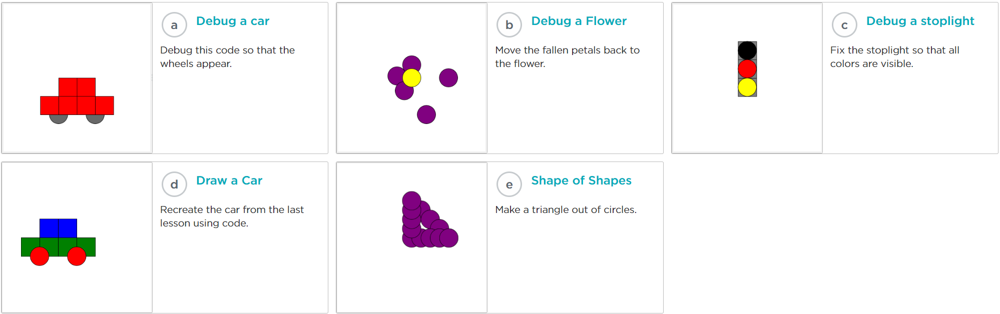 a
Debug a car
Debug this code so that the
wheels appear.
b
Debug a Flower
Move the fallen petals back to
the flower.
c
Debug a stoplight
Fix the stoplight so that all
colors are visible.
d
Draw a Car
Recreate the car from the last
lesson using code.
e
Shape of Shapes
Make a triangle out of circles.